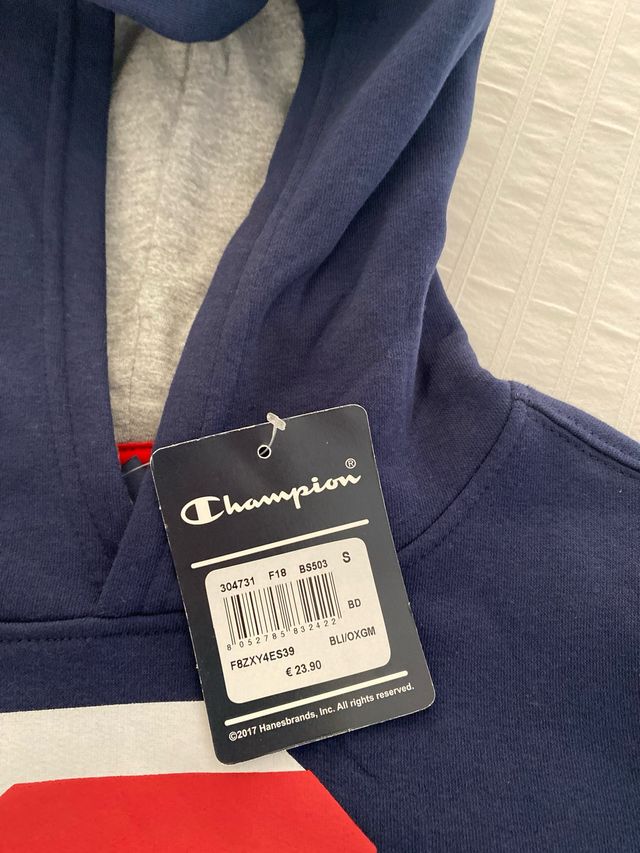 Champion®
304731 F18 BS503 S
BD
8 052785 832422
F8ZXY4ES39 BLI/OXGM
€ 23.90
©2017 Hanesbrands, Inc. All rights reserved.